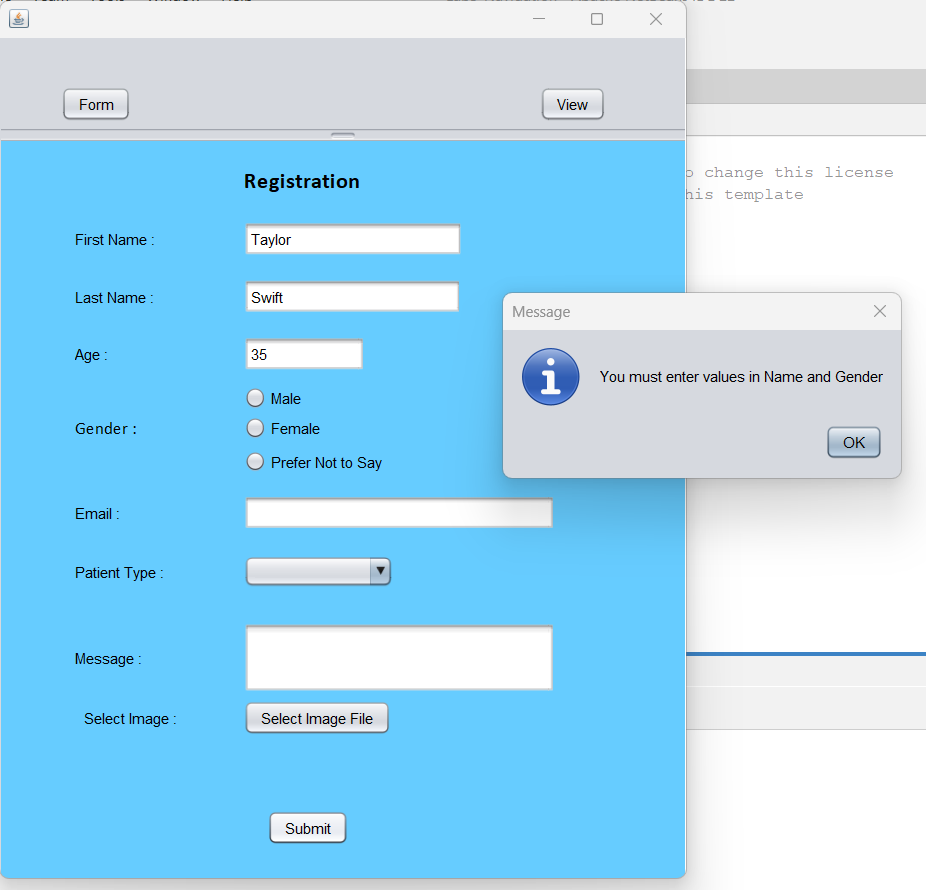 Form
View
o change this license
his template
Registration
First Name :
Taylor
Last Name :
Swift
Message
You must enter values in Name and Gender
OK
Age :
35
Gender :
Male
Female
Prefer Not to Say
Email :
Patient Type :
Message :
Select Image :
Select Image File
Submit